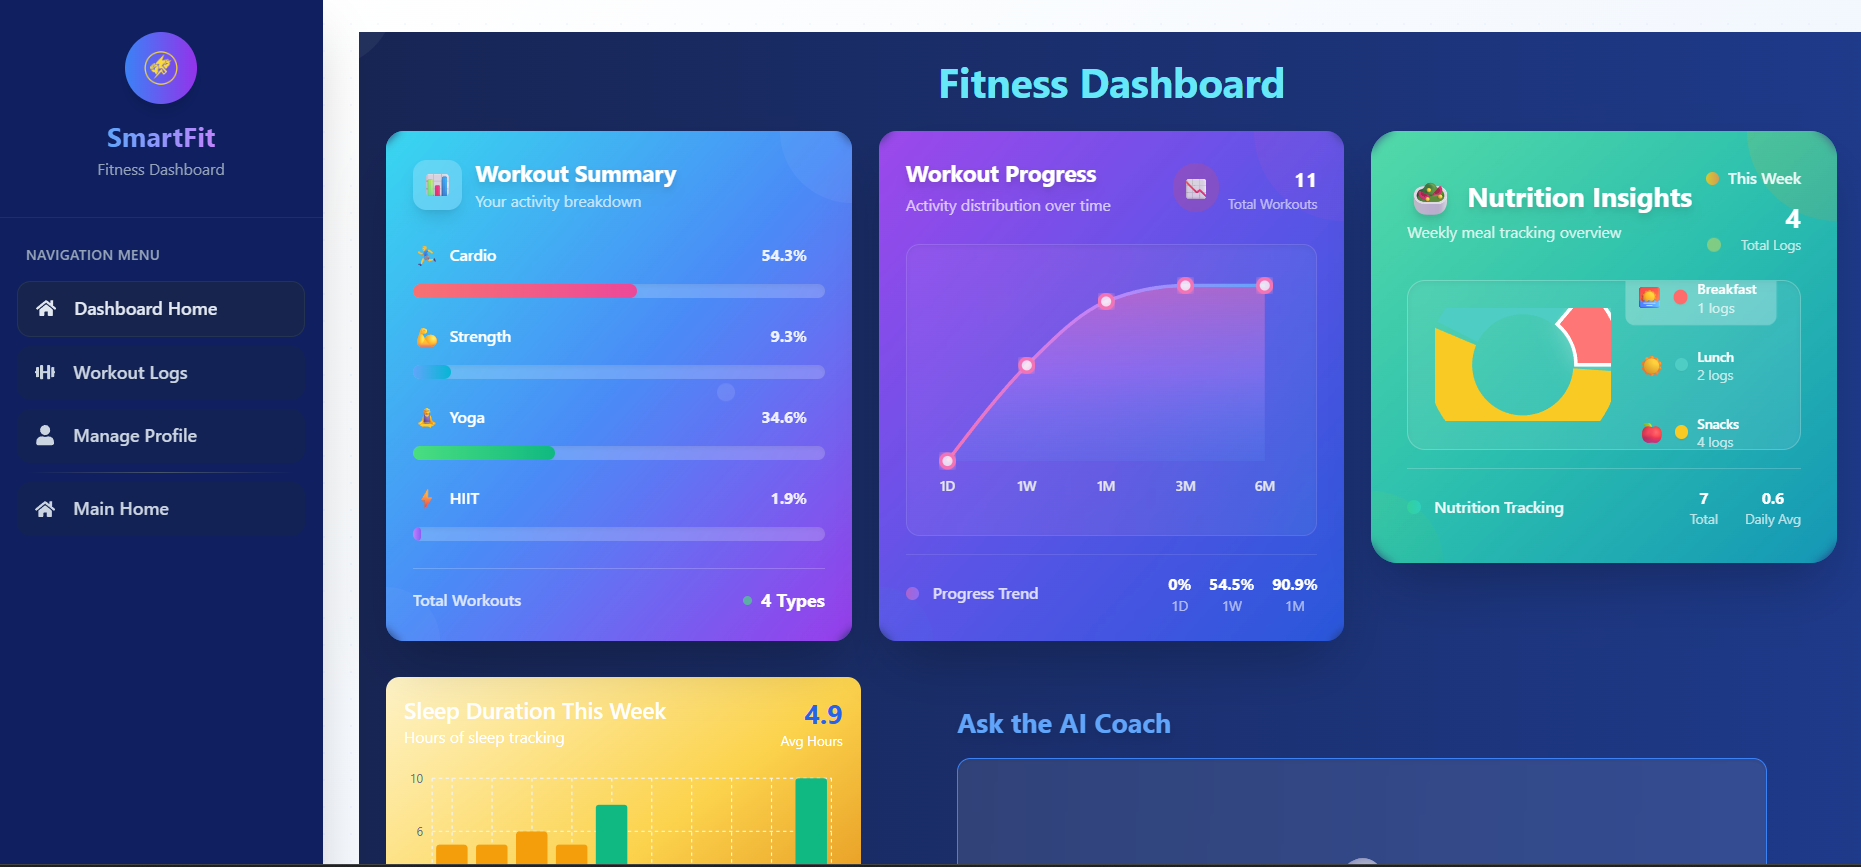 SmartFit
Fitness Dashboard
NAVIGATION MENU
Dashboard Home
Workout Logs
Manage Profile
Main Home
Fitness Dashboard
Workout Summary
Your activity breakdown
Cardio 54.3%
Strength 9.3%
Yoga 34.6%
HIIT 1.9%
Total Workouts 4 Types
Workout Progress
Activity distribution over time
11
Total Workouts
1D 1W 1M 3M 6M
Progress Trend
0% 54.5% 90.9%
1D 1W 1M
Nutrition Insights
Weekly meal tracking overview
This Week
4
Total Logs
Breakfast
1 logs
Lunch
2 logs
Snacks
4 logs
Nutrition Tracking
7 0.6
Total Daily Avg
Sleep Duration This Week
Hours of sleep tracking
4.9
Avg Hours
10
6
Ask the AI Coach